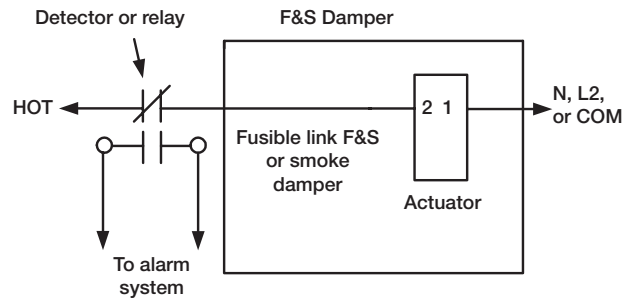 Detector or relay
F&S Damper
HOT
2 1
N, L2,
or COM
Fusible link F&S
or smoke
damper
Actuator
To alarm
system